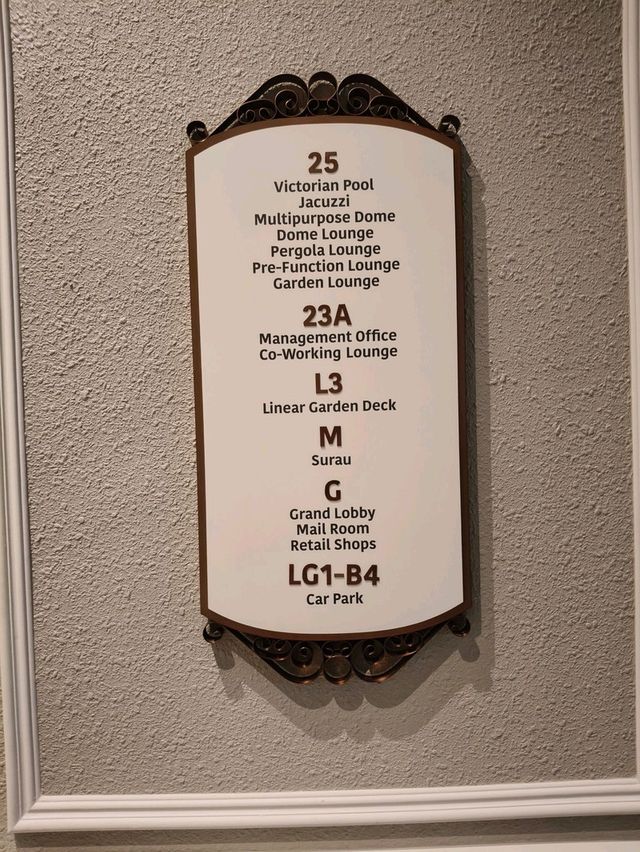 25
Victorian Pool
Jacuzzi
Multipurpose Dome
Dome Lounge
Pergola Lounge
Pre-Function Lounge
Garden Lounge
23A
Management Office
Co-Working Lounge
L3
Linear Garden Deck
M
Surau
G
Grand Lobby
Mail Room
Retail Shops
LG1-B4
Car Park